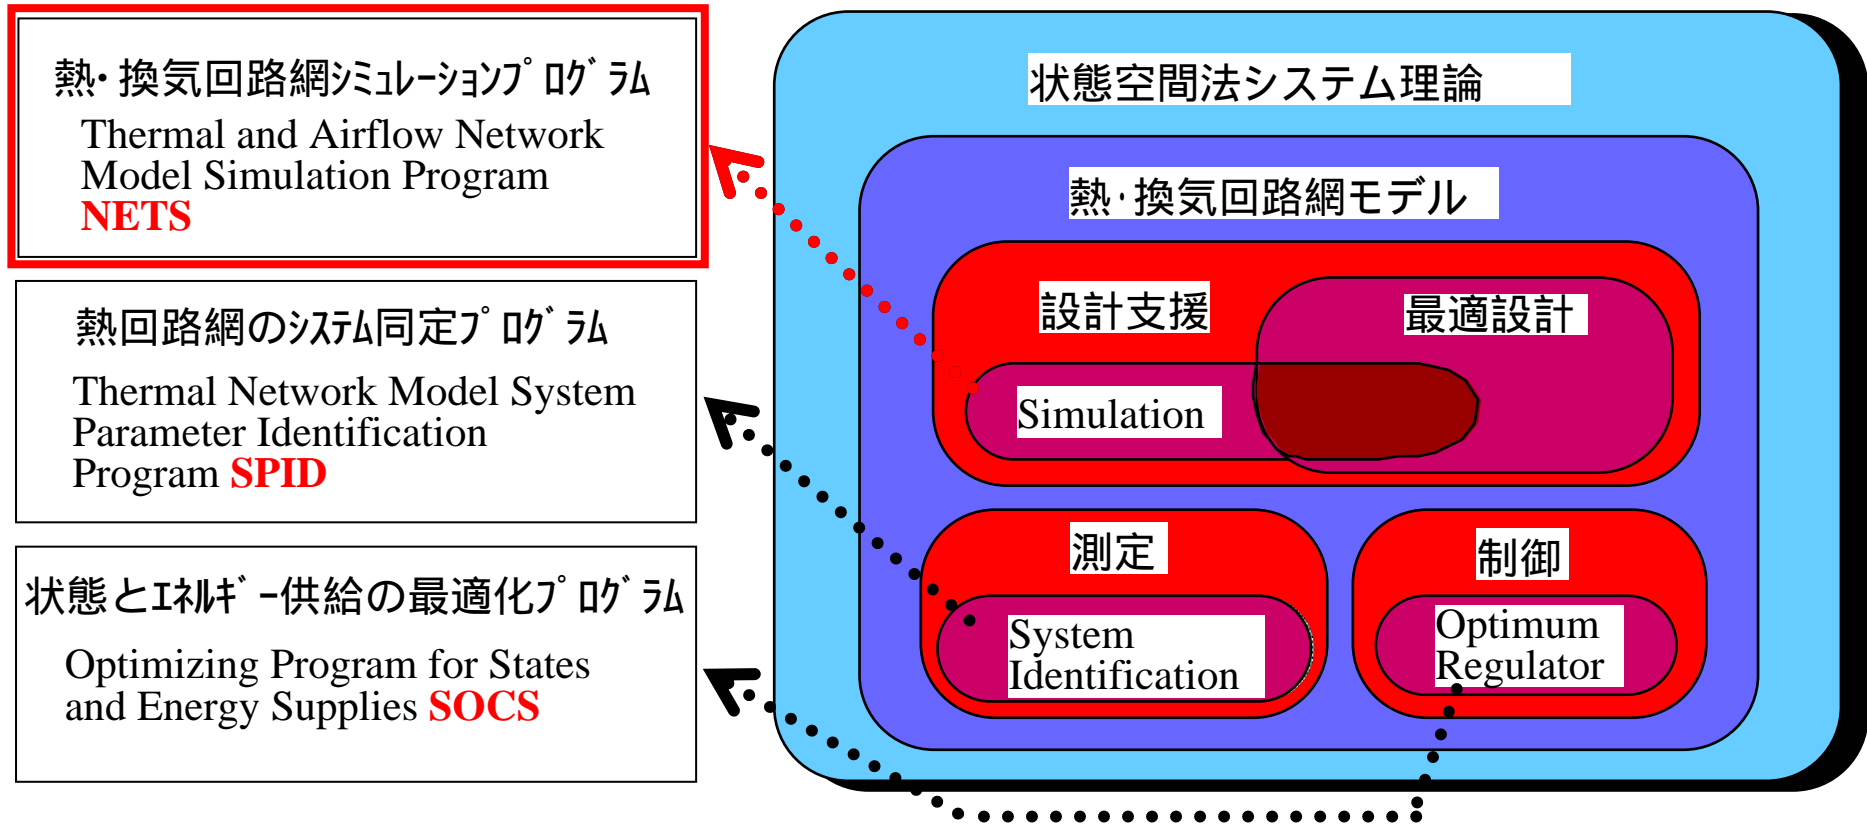 熱・換気回路網ｼﾐｭﾚｰｼｮﾝﾌﾟﾛｸﾞﾗﾑ
Thermal and Airflow Network
Model Simulation Program
NETS
熱回路網のｼｽﾃﾑ同定ﾌﾟﾛｸﾞﾗﾑ
Thermal Network Model System
Parameter Identification
Program SPID
状態とｴﾈﾙｷﾞｰ供給の最適化ﾌﾟﾛｸﾞﾗﾑ
Optimizing Program for States
and Energy Supplies SOCS
状態空間法システム理論
熱・換気回路網モデル
設計支援
最適設計
Simulation
測定
System
Identification
制御
Optimum
Regulator